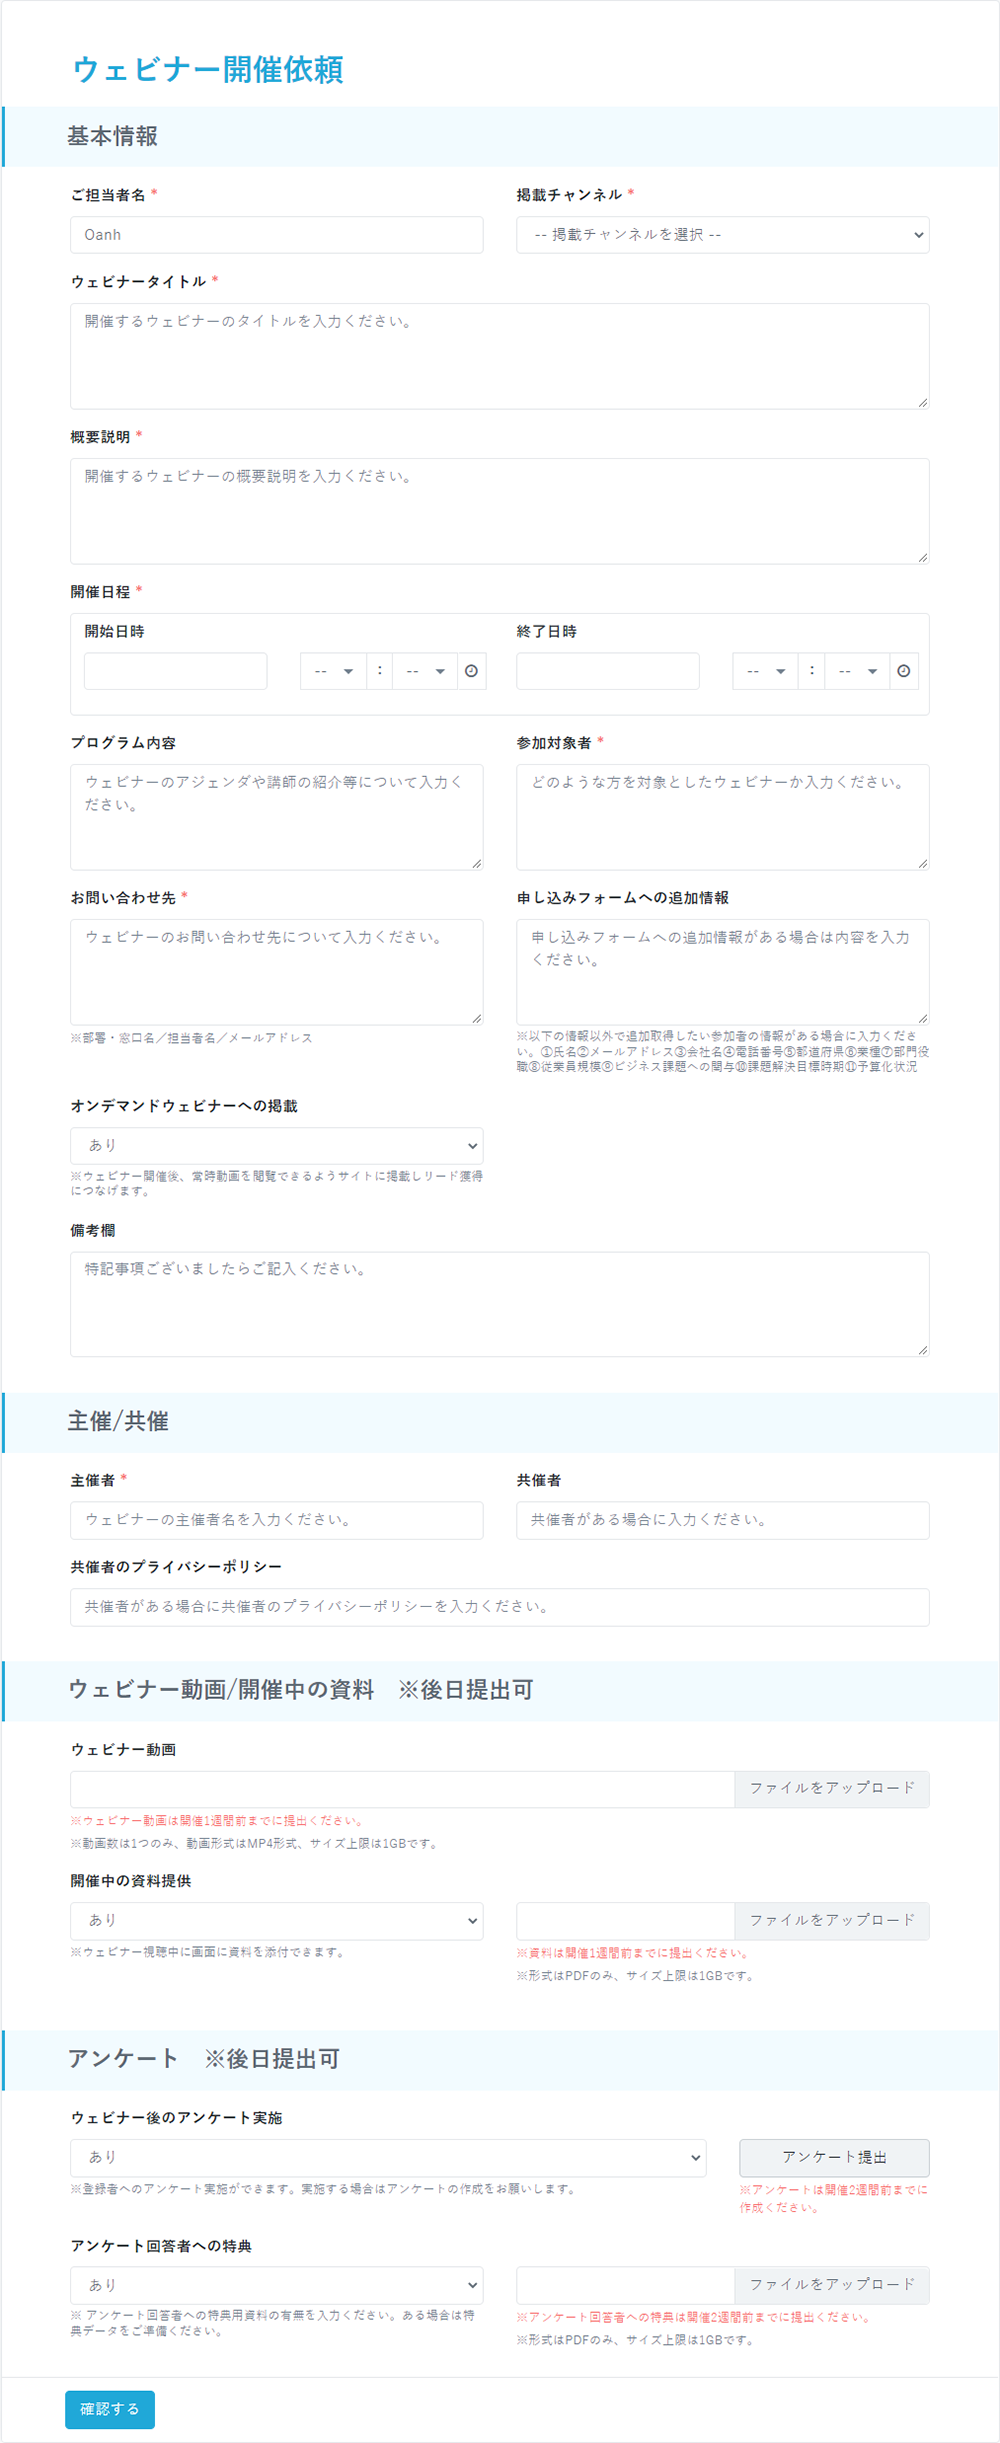 ウェビナー開催依頼
基本情報
ご担当者名 *
掲載チャンネル *
Oanh
-- 掲載チャンネルを選択 --
ウェビナータイトル *
開催するウェビナーのタイトルを入力ください。
概要説明 *
開催するウェビナーの概要説明を入力ください。
開催日程 *
開始日時
終了日時
-- : --
-- : --
プログラム内容
参加対象者 *
ウェビナーのアジェンダや講師の紹介等について入力く
ださい。
どのような方を対象としたウェビナーか入力ください。
お問い合わせ先 *
申し込みフォームへの追加情報
ウェビナーのお問い合わせ先について入力ください。
申し込みフォームへの追加情報がある場合は内容を入力
ください。
※部署・窓口名／担当者名／メールアドレス
※以下の情報以外で追加取得したい参加者の情報がある場合に入力くださ
い。①氏名②メールアドレス③会社名④電話番号⑤都道府県⑥業種⑦部門役
職⑧従業員規模⑨ビジネス課題への関与⑩課題解決目標時期⑪予算化状況
オンデマンドウェビナーへの掲載
あり
※ウェビナー開催後、常時動画を閲覧できるようサイトに掲載しリード獲得
につなげます。
備考欄
特記事項ございましたらご記入ください。
主催/共催
主催者 *
共催者
ウェビナーの主催者名を入力ください。
共催者がある場合に入力ください。
共催者のプライバシーポリシー
共催者がある場合に共催者のプライバシーポリシーを入力ください。
ウェビナー動画/開催中の資料　※後日提出可
ウェビナー動画
ファイルをアップロード
※ウェビナー動画は開催1週間前までに提出ください。
※動画数は1つのみ、動画形式はMP4形式、サイズ上限は1GBです。
開催中の資料提供
あり
ファイルをアップロード
※ウェビナー視聴中に画面に資料を添付できます。
※資料は開催1週間前までに提出ください。
※形式はPDFのみ、サイズ上限は1GBです。
アンケート　※後日提出可
ウェビナー後のアンケート実施
あり
アンケート提出
※登録者へのアンケート実施ができます。実施する場合はアンケートの作成をお願いします。
※アンケートは開催2週間前までに
作成ください。
アンケート回答者への特典
あり
ファイルをアップロード
※ アンケート回答者への特典用資料の有無を入力ください。ある場合は特
典データをご準備ください。
※アンケート回答者への特典は開催2週間前までに提出ください。
※形式はPDFのみ、サイズ上限は1GBです。
確認する